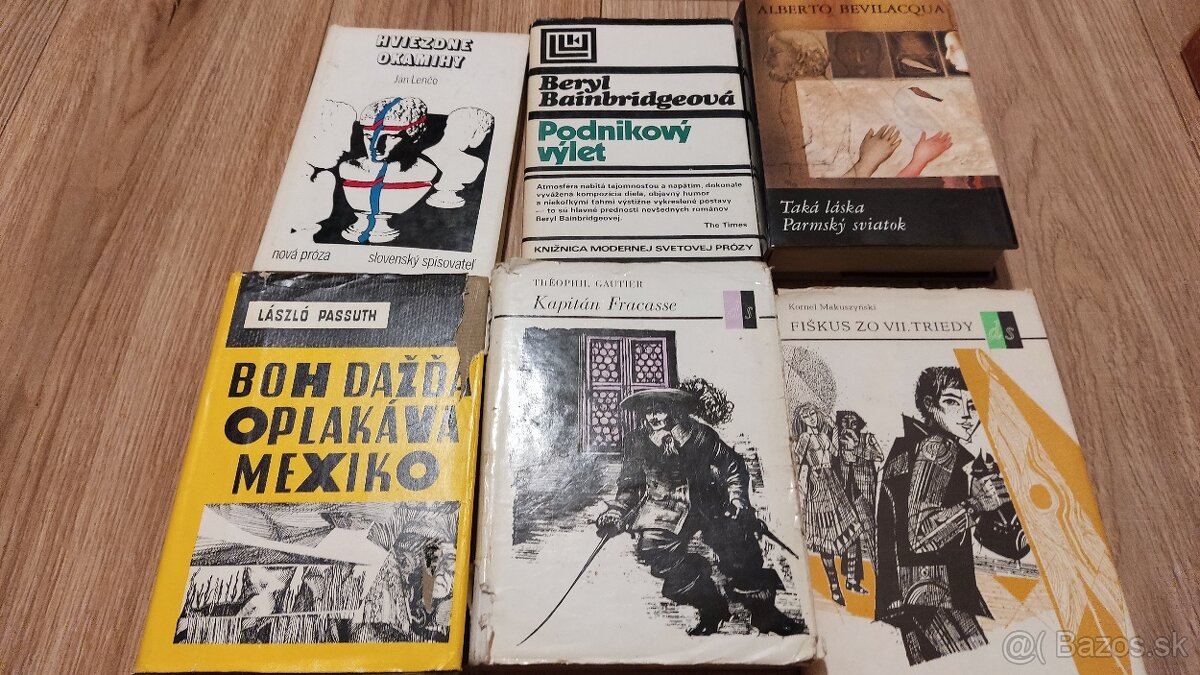 HVIEZDNE
OKAMIHY
Ján Lenčo
nová próza
slovenský spisovateľ
Beryl
Bainbridgeová
Podnikový
výlet
Atmosféra nabitá tajomnosťou a napätím, dokonale
vyvážená kompozícia diela, objavný humor
a niekoľkými ťahmi výstižne vykreslené postavy
— to sú hlavné prednosti novších románov
Beryl Bainbridgeovej.
The Times
KNIŽNICA MODERNEJ SVETOVEJ PRÓZY
ALBERTO BEVILACQUA
Taká láska
Parmský sviatok
LÁSZLÓ PASSUTH
BOH DAŽĎA
OPLAKÁVA
MEXIKO
THÉOPHIL GAUTIER
Kapitán Fracasse
ds
Kornel Makuszyński
FIŠKUS ZO VII. TRIEDY
ds
@( ) Bazos.sk